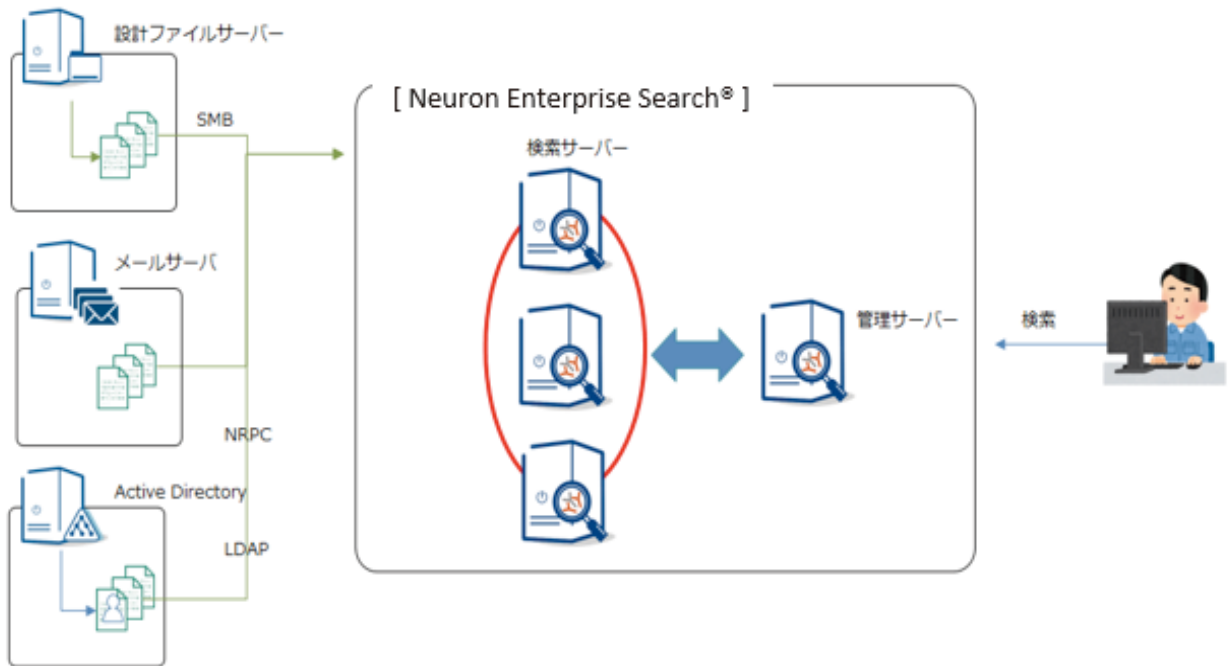 設計ファイルサーバー
SMB
[ Neuron Enterprise Search® ]
検索サーバー
メールサーバ
管理サーバー
検索
NRPC
Active Directory
LDAP